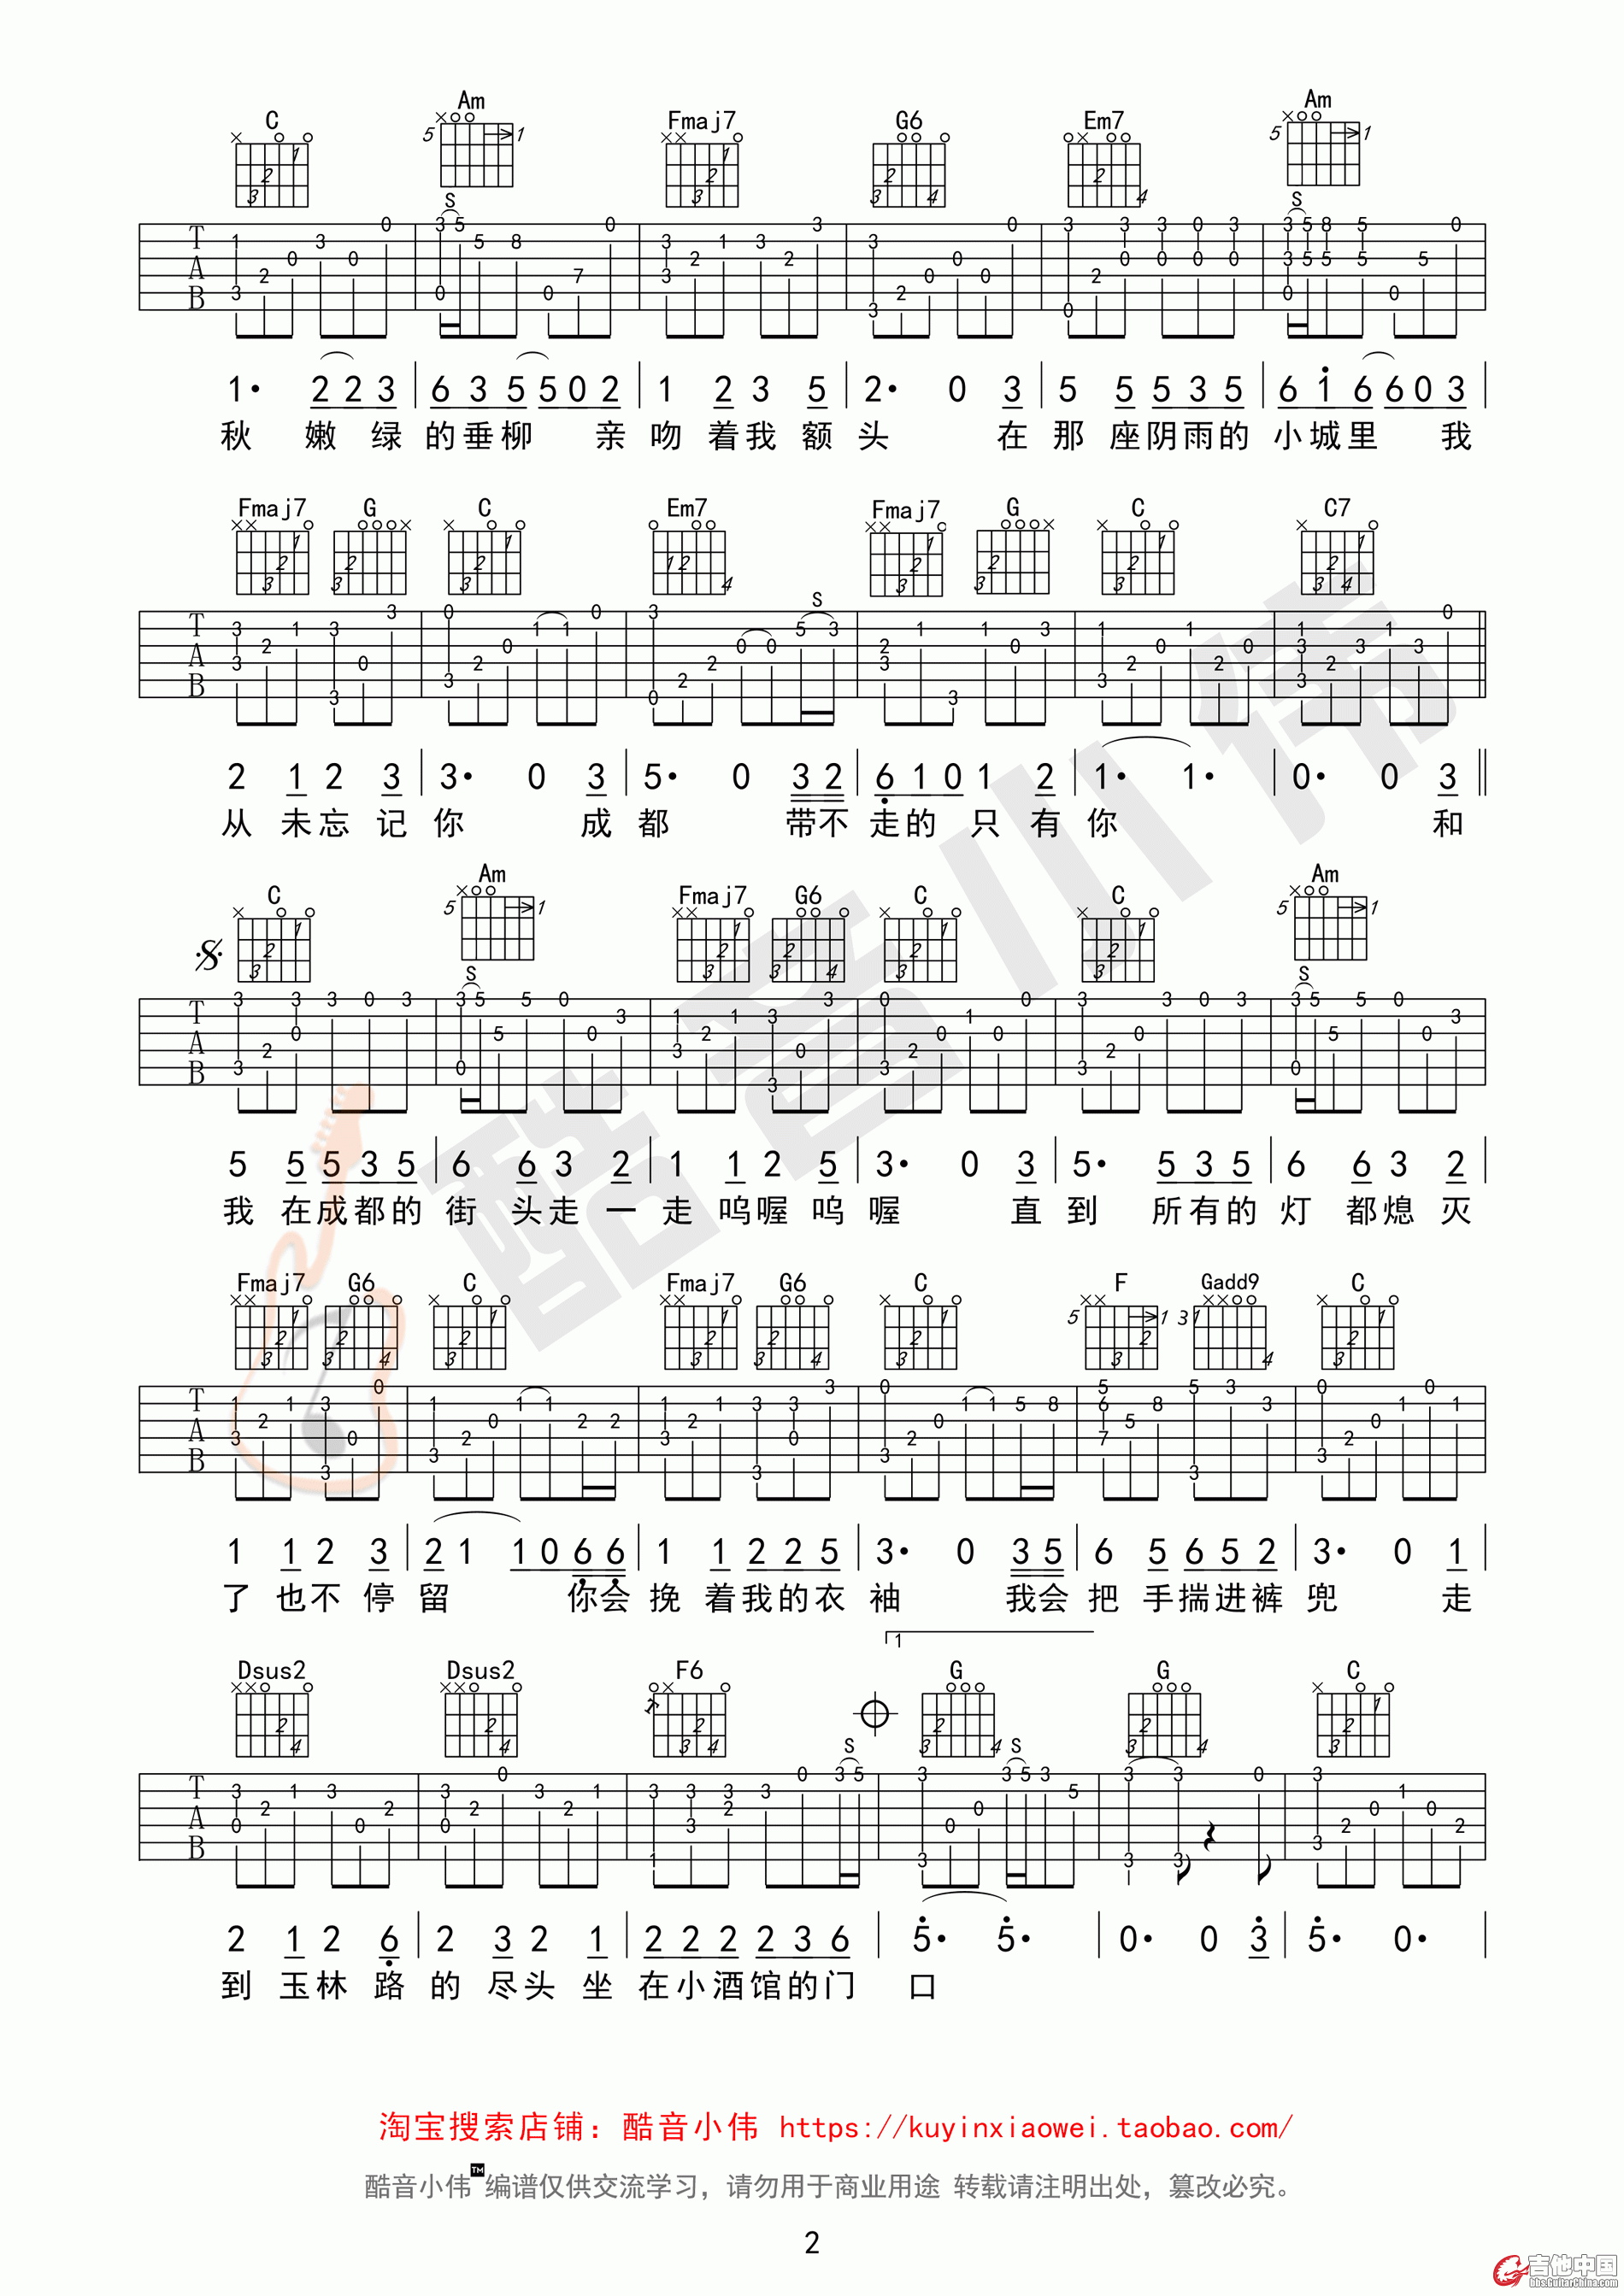 C Am Fmaj7 G6 Em7 Am
1· 2 2 3 | 6 3 5 5 0 2 | 1 2 3 5 | 2· 0 3 | 5 5 5 3 5 | 6 1 6 6 0 3 |
秋 嫩 绿 的 垂 柳 亲 吻 着 我 额 头 在 那 座 阴 雨 的 小 城 里 我
Fmaj7 G C Em7 Fmaj7 G C C7
2 1 2 3 | 3· 0 3 | 5· 0 3 2 | 6 1 0 1 2 | 1· 1· | 0· 0 3 ||
从 未 忘 记 你 成 都 带 不 走 的 只 有 你 和
C Am Fmaj7 G6 C C Am
5 5 5 3 5 | 6 6 3 2 | 1 1 2 5 | 3· 0 3 | 5· 5 3 5 | 6 6 3 2 |
我 在 成 都 的 街 头 走 一 走 呜 喔 呜 喔 直 到 所 有 的 灯 都 熄 灭
Fmaj7 G6 C Fmaj7 G6 C F Gadd9 C
1 1 2 3 | 2 1 1 0 6 6 | 1 1 2 2 5 | 3· 0 3 5 | 6 5 6 5 2 | 3· 0 1 |
了 也 不 停 留 你 会 挽 着 我 的 衣 袖 我 会 把 手 揣 进 裤 兜 走
1
Dsus2 Dsus2 F6 G G C
2 1 2 6 | 2 3 2 1 | 2 2 2 2 3 6 | 5· 5· | 0· 0 3 | 5· 0· |
到 玉 林 路 的 尽 头 坐 在 小 酒 馆 的 门 口
淘宝搜索店铺：酷音小伟 https://kuyinxiaowei.taobao.com/
酷音小伟TM编谱仅供交流学习，请勿用于商业用途 转载请注明出处，篡改必究。
2
酷音小伟
吉他中国
bbs.GuitarChina.com